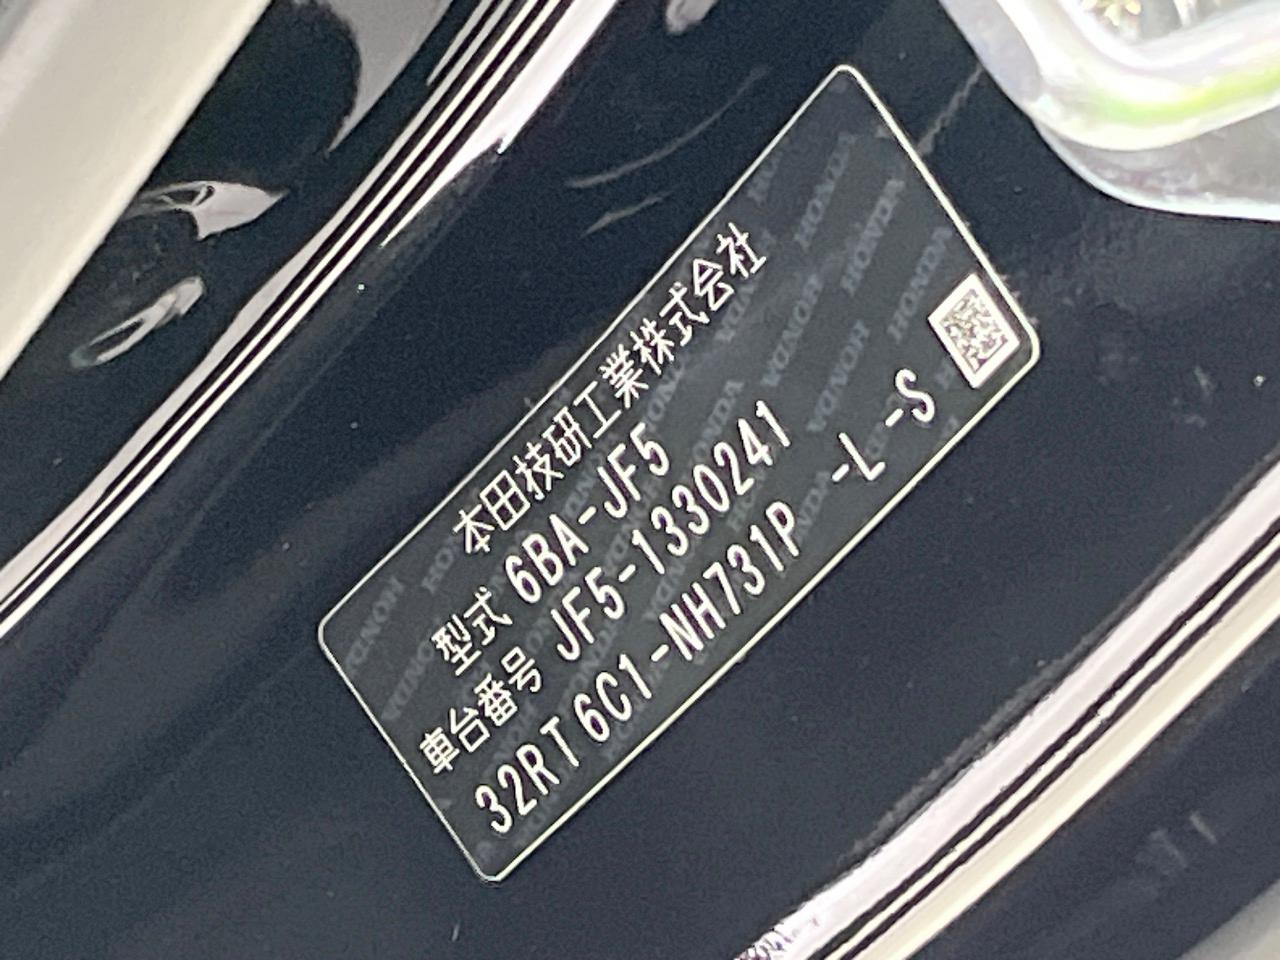 本田技研工業株式会社
型式 6BA-JF5
車台番号 JF5-1330241
32RT 6C1-NH731P -L -S